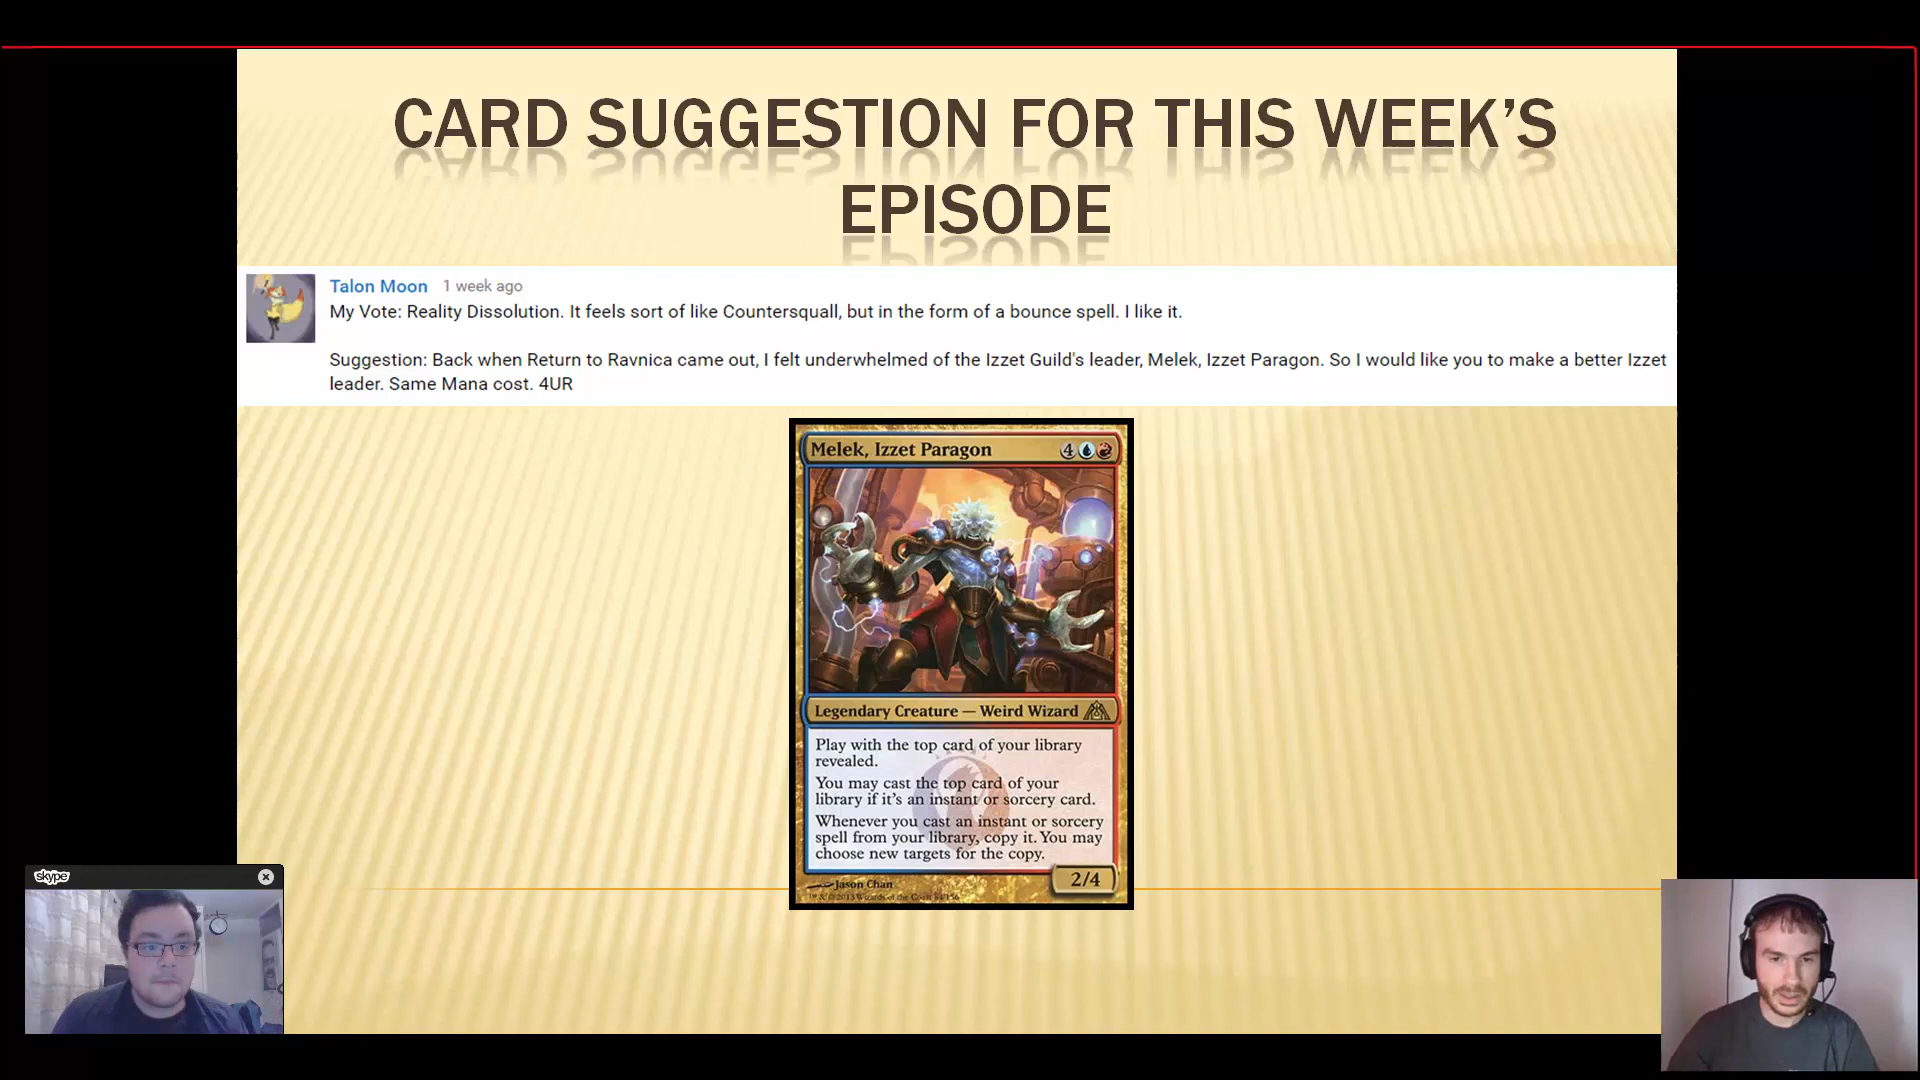 CARD SUGGESTION FOR THIS WEEK’S
EPISODE
Talon Moon 1 week ago
My Vote: Reality Dissolution. It feels sort of like Countersquall, but in the form of a bounce spell. I like it.
Suggestion: Back when Return to Ravnica came out, I felt underwhelmed of the Izzet Guild's leader, Melek, Izzet Paragon. So I would like you to make a better Izzet
leader. Same Mana cost. 4UR
Melek, Izzet Paragon 4
Legendary Creature — Weird Wizard
Play with the top card of your library
revealed.
You may cast the top card of your
library if it's an instant or sorcery card.
Whenever you cast an instant or sorcery
spell from your library, copy it. You may
choose new targets for the copy.
2/4
Jason Chan
skype